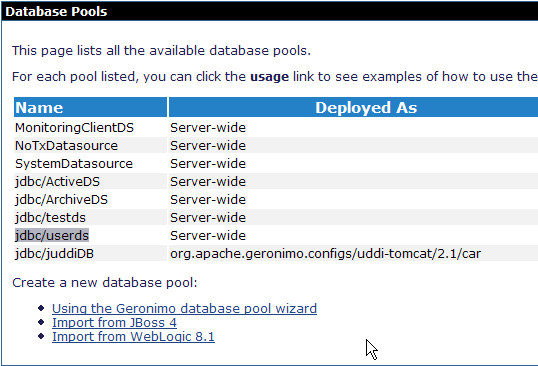 Database Pools
This page lists all the available database pools.
For each pool listed, you can click the usage link to see examples of how to use the
Name Deployed As
MonitoringClientDS Server-wide
NoTxDatasource Server-wide
SystemDatasource Server-wide
jdbc/ActiveDS Server-wide
jdbc/ArchiveDS Server-wide
jdbc/testds Server-wide
jdbc/userds Server-wide
jdbc/juddiDB org.apache.geronimo.configs/uddi-tomcat/2.1/car
Create a new database pool:
Using the Geronimo database pool wizard
Import from JBoss 4
Import from WebLogic 8.1